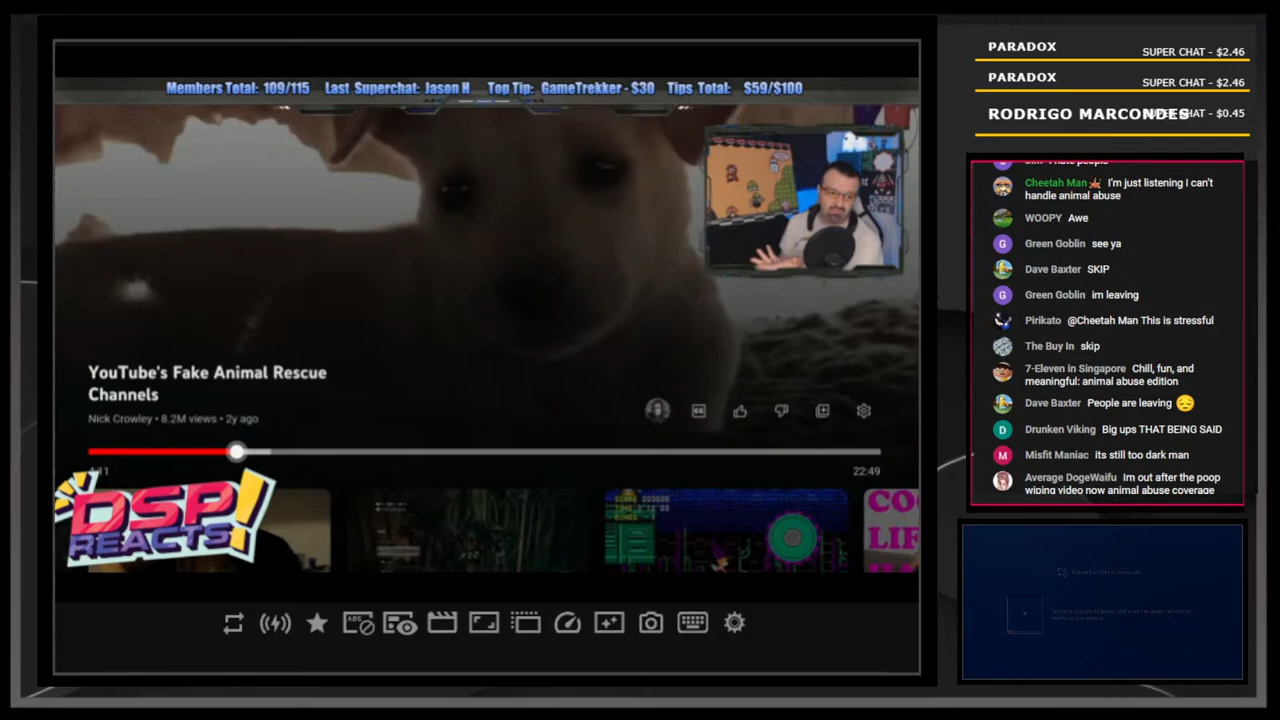 Members Total: 109/115 Last Superchat: Jason H Top Tip: GameTrekker - $30 Tips Total: $59/$100
YouTube's Fake Animal Rescue
Channels
Nick Crowley • 8.2M views • 2y ago
22:49
DSP
REACTS!
ADS
CC
SCORE 203000
TIME
RINGS
PARADOX
SUPER CHAT - $2.46
PARADOX
SUPER CHAT - $2.46
RODRIGO MARCONDES
CHAT - $0.45
Cheetah Man I'm just listening I can't
handle animal abuse
WOOPY Awe
G Green Goblin see ya
Dave Baxter SKIP
G Green Goblin im leaving
Pirikato @Cheetah Man This is stressful
The Buy In skip
7-Eleven in Singapore Chill, fun, and
meaningful: animal abuse edition
Dave Baxter People are leaving 😔
D Drunken Viking Big ups THAT BEING SAID
M Misfit Maniac its still too dark man
Average DogeWaifu Im out after the poop
wiping video now animal abuse coverage